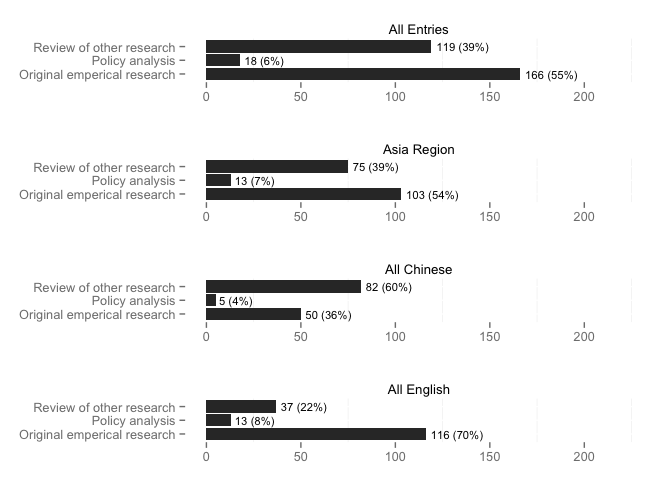 All Entries
Review of other research
119 (39%)
Policy analysis
18 (6%)
Original emperical research
166 (55%)
0 50 100 150 200
Asia Region
Review of other research
75 (39%)
Policy analysis
13 (7%)
Original emperical research
103 (54%)
0 50 100 150 200
All Chinese
Review of other research
82 (60%)
Policy analysis
5 (4%)
Original emperical research
50 (36%)
0 50 100 150 200
All English
Review of other research
37 (22%)
Policy analysis
13 (8%)
Original emperical research
116 (70%)
0 50 100 150 200